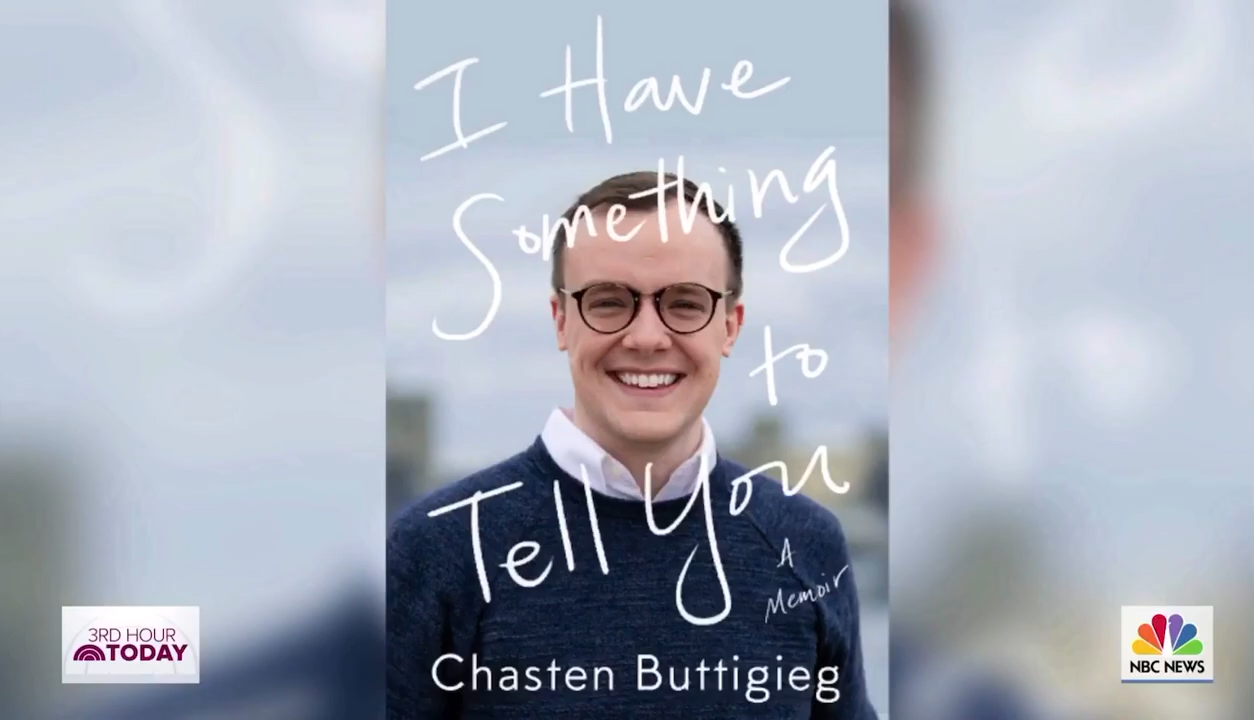 I Have
Something
to
Tell You
A
Memoir
Chasten Buttigieg
3RD HOUR
TODAY
NBC NEWS